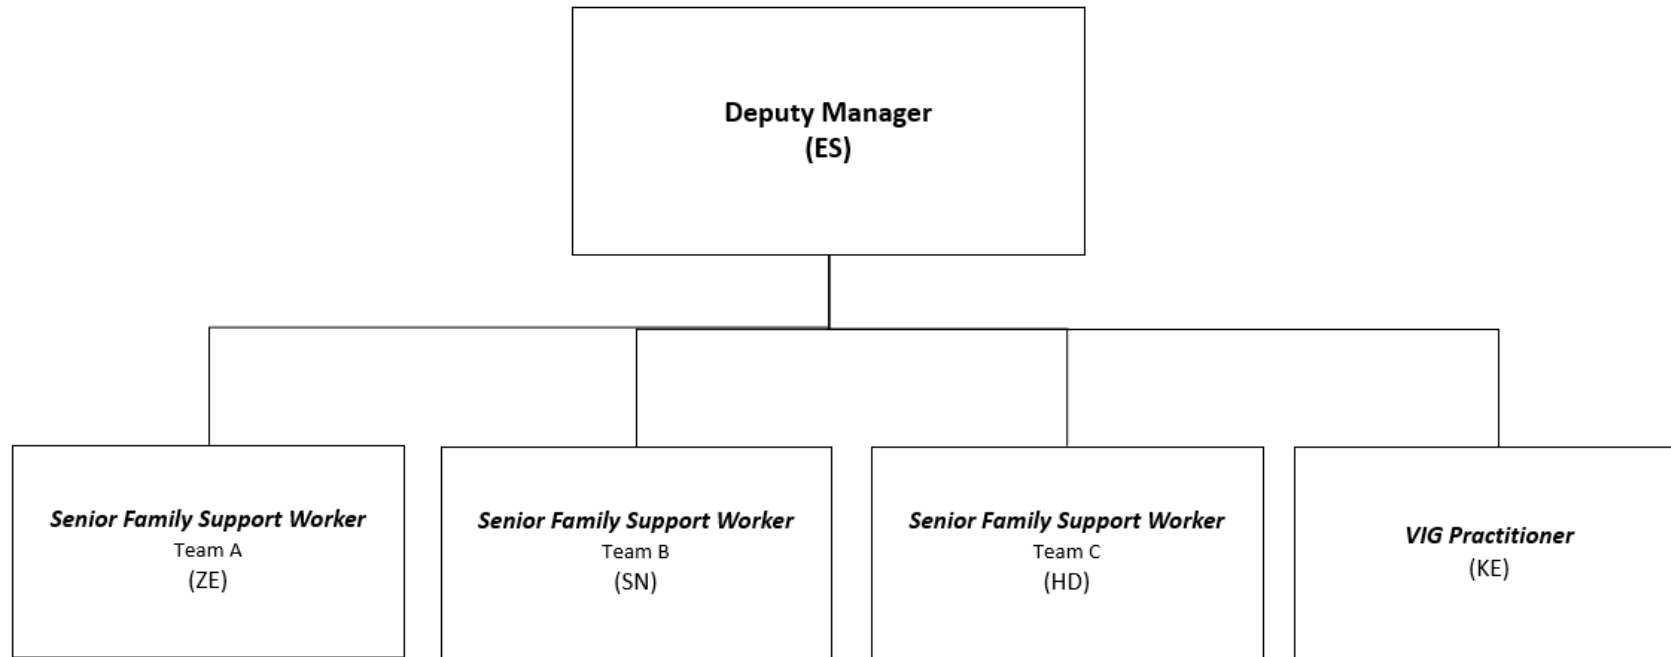 Deputy Manager
(ES)
Senior Family Support Worker
Team A
(ZE)
Senior Family Support Worker
Team B
(SN)
Senior Family Support Worker
Team C
(HD)
VIG Practitioner
(KE)